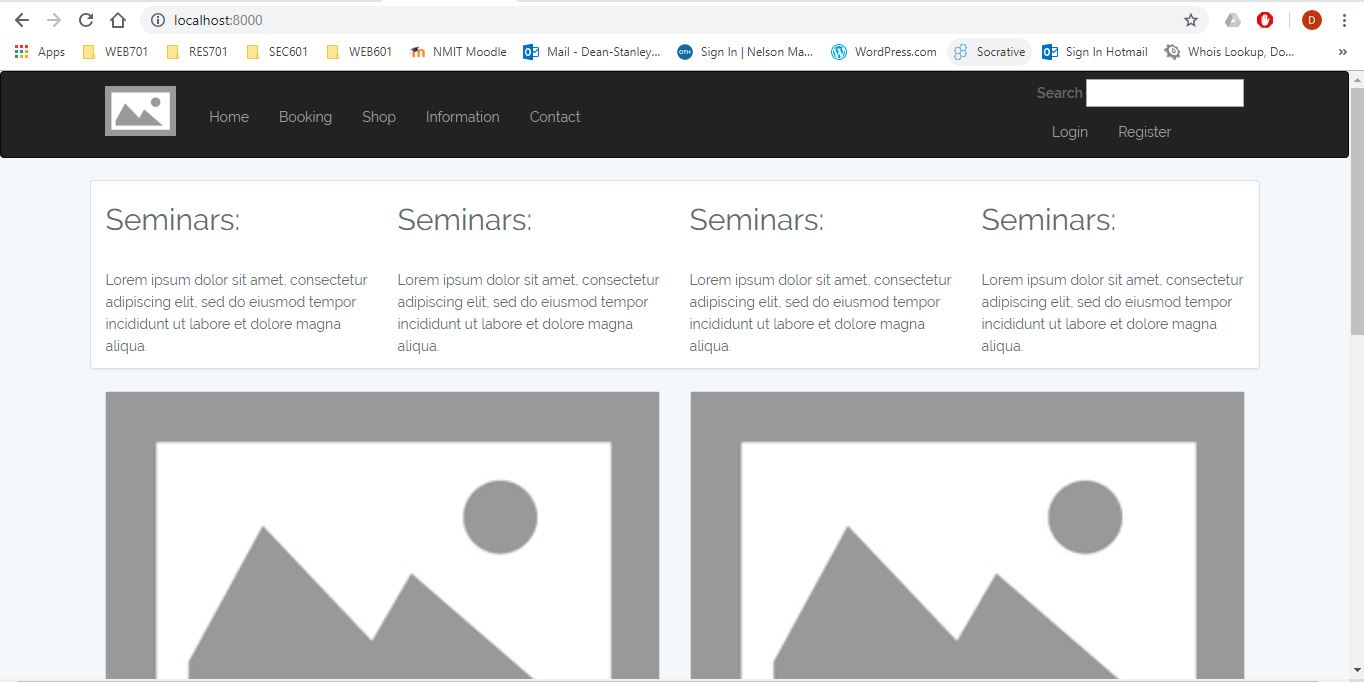 localhost:8000
D
Apps WEB701 RES701 SEC601 WEB601 NMIT Moodle Mail - Dean-Stanley... OTH Sign In | Nelson Ma... WordPress.com Socrative Sign In Hotmail Whois Lookup, Do... »
Search
Home Booking Shop Information Contact
Login Register
Seminars: Seminars: Seminars: Seminars:
Lorem ipsum dolor sit amet, consectetur
adipiscing elit, sed do eiusmod tempor
incididunt ut labore et dolore magna
aliqua.
Lorem ipsum dolor sit amet, consectetur
adipiscing elit, sed do eiusmod tempor
incididunt ut labore et dolore magna
aliqua.
Lorem ipsum dolor sit amet, consectetur
adipiscing elit, sed do eiusmod tempor
incididunt ut labore et dolore magna
aliqua.
Lorem ipsum dolor sit amet, consectetur
adipiscing elit, sed do eiusmod tempor
incididunt ut labore et dolore magna
aliqua.